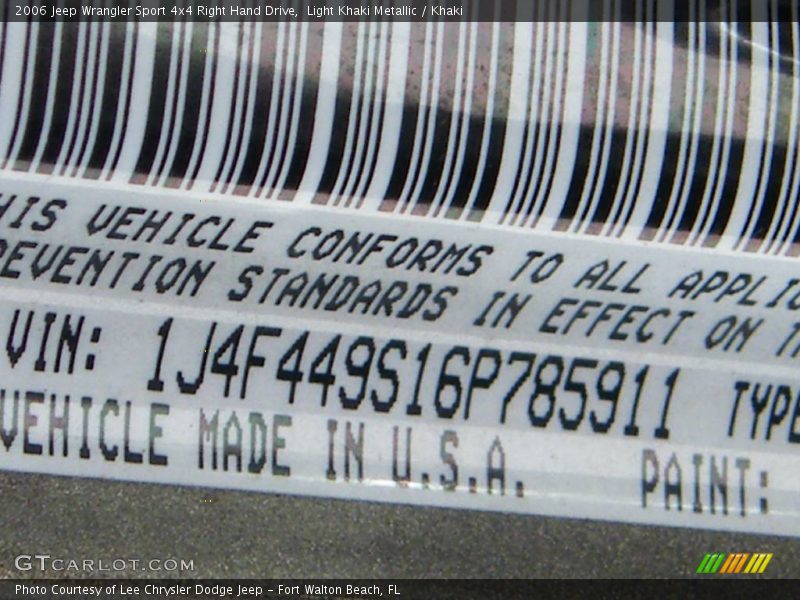 2006 Jeep Wrangler Sport 4x4 Right Hand Drive, Light Khaki Metallic / Khaki
HIS VEHICLE CONFORMS TO ALL APPLIC
REVENTION STANDARDS IN EFFECT ON TH
VIN: 1J4F449S16P785911 TYPE
VEHICLE MADE IN U.S.A. PAINT:
GTCARLOT.COM
Photo Courtesy of Lee Chrysler Dodge Jeep - Fort Walton Beach, FL